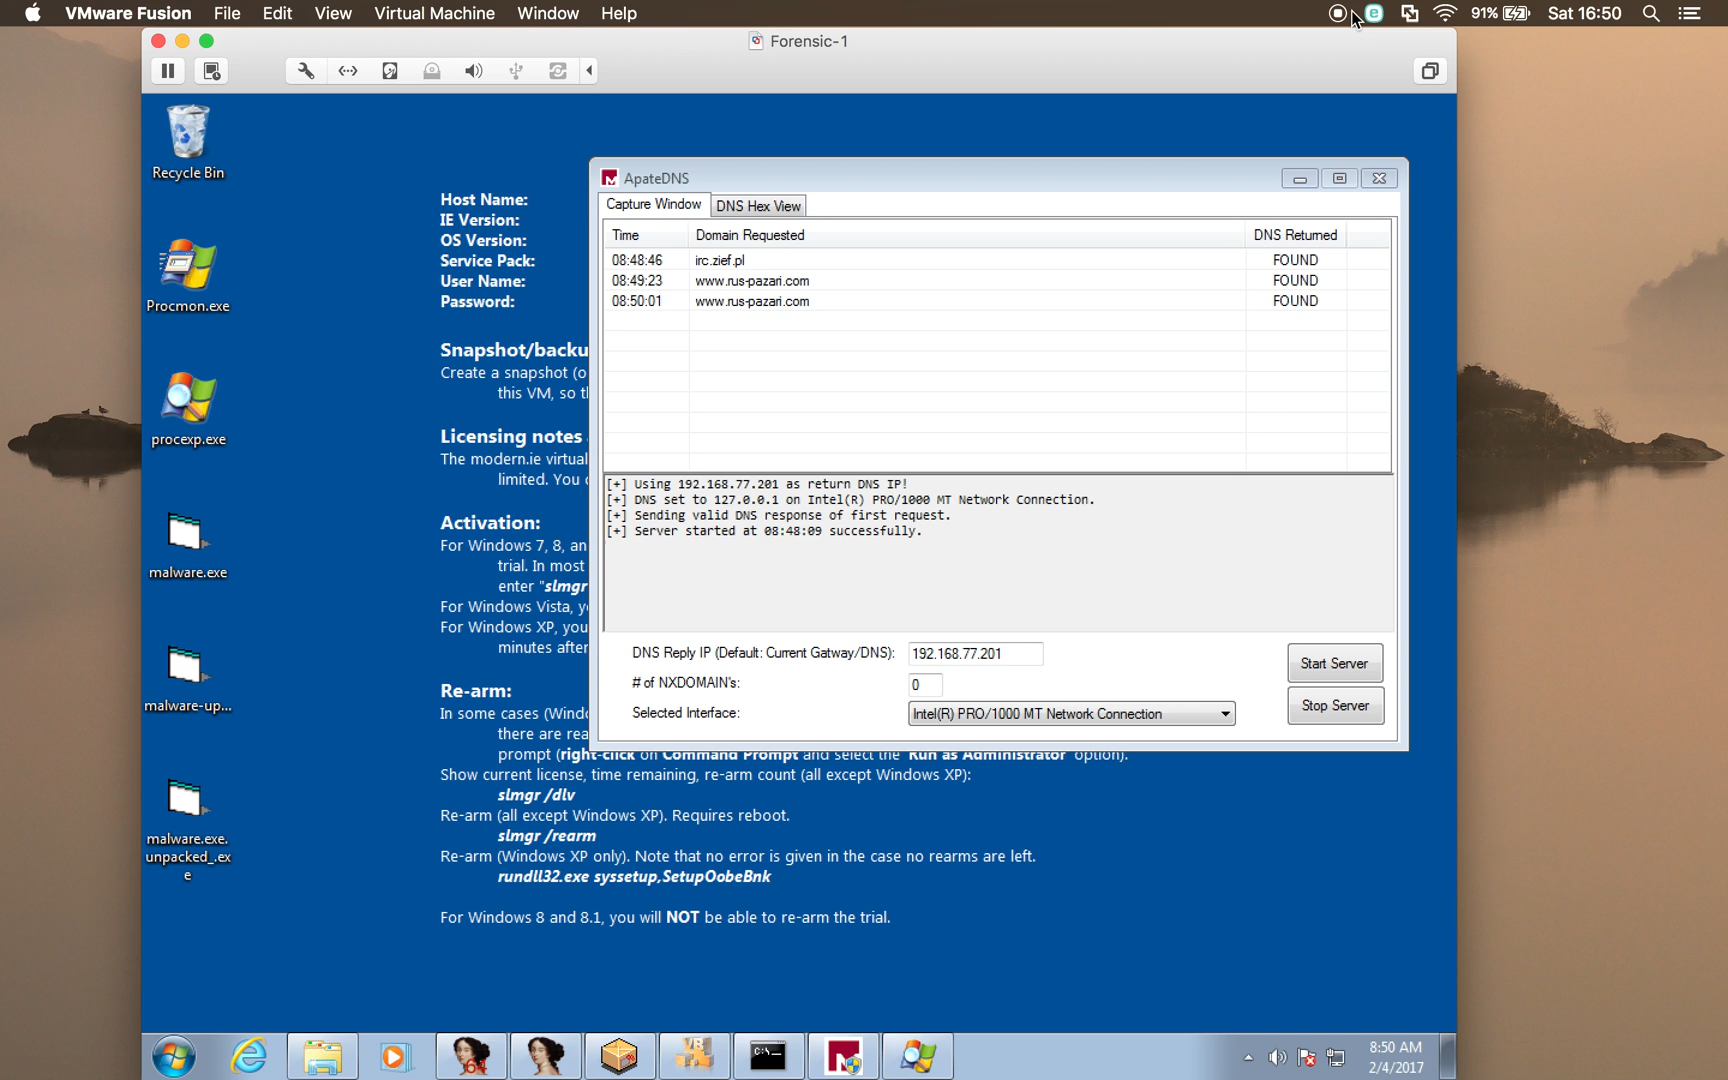 VMware Fusion File Edit View Virtual Machine Window Help 91% Sat 16:50
Forensic-1
Recycle Bin
Procmon.exe
procexp.exe
malware.exe
malware-up...
malware.exe.
unpacked_.ex
e
Host Name:
IE Version:
OS Version:
Service Pack:
User Name:
Password:
Snapshot/backu
Create a snapshot (o
this VM, so t
Licensing notes
The modern.ie virtual
limited. You
Activation:
For Windows 7, 8, an
trial. In most
enter "slmgr
For Windows Vista, y
For Windows XP, you
minutes after
Re-arm:
In some cases (Wind
there are rea
prompt (right-click on Command Prompt and select the 'Run as Administrator' option).
Show current license, time remaining, re-arm count (all except Windows XP):
slmgr /dlv
Re-arm (all except Windows XP). Requires reboot.
slmgr /rearm
Re-arm (Windows XP only). Note that no error is given in the case no rearms are left.
rundll32.exe syssetup,SetupOobeBnk
For Windows 8 and 8.1, you will NOT be able to re-arm the trial.
ApateDNS
Capture Window DNS Hex View
Time Domain Requested DNS Returned
08:48:46 irc.zief.pl FOUND
08:49:23 www.rus-pazari.com FOUND
08:50:01 www.rus-pazari.com FOUND
[+] Using 192.168.77.201 as return DNS IP!
[+] DNS set to 127.0.0.1 on Intel(R) PRO/1000 MT Network Connection.
[+] Sending valid DNS response of first request.
[+] Server started at 08:48:09 successfully.
DNS Reply IP (Default: Current Gatway/DNS): 192.168.77.201
# of NXDOMAIN's: 0
Selected Interface: Intel(R) PRO/1000 MT Network Connection
Start Server
Stop Server
64
C:\
8:50 AM
2/4/2017